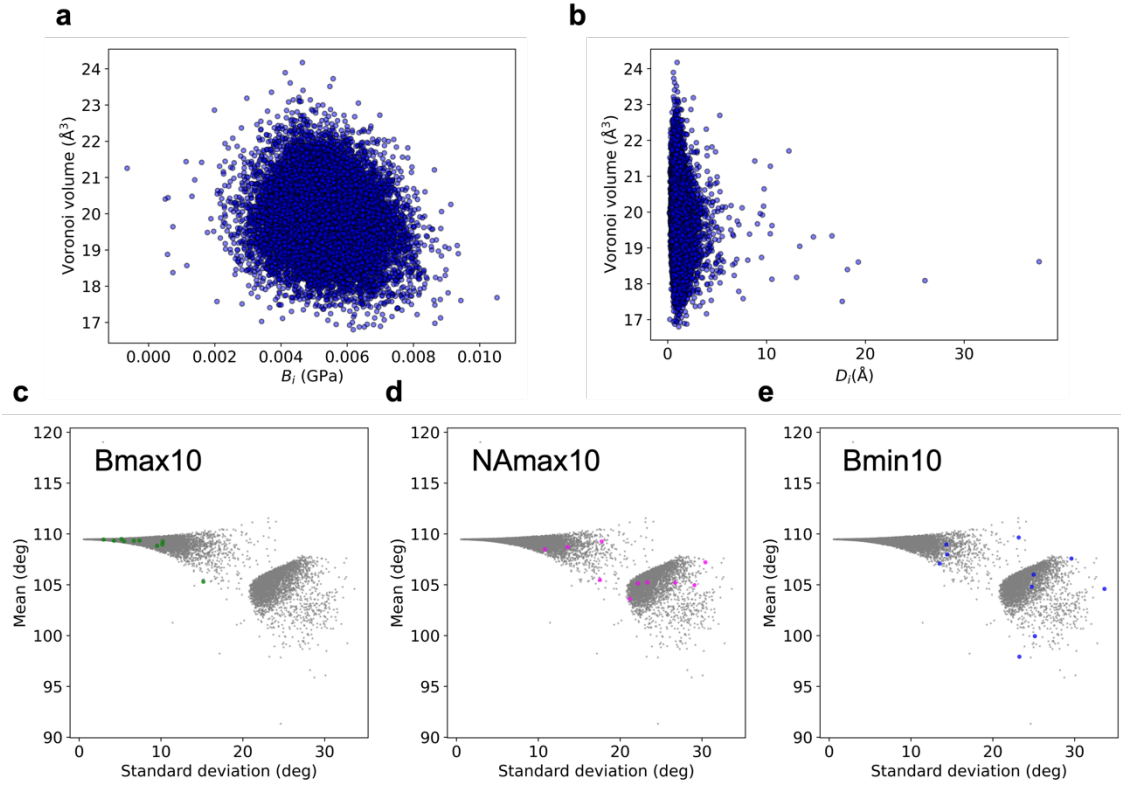 a
b
24
23
22
21
20
19
18
17
Voronoi volume (Å³)
0.000 0.002 0.004 0.006 0.008 0.010
B_i (GPa)
24
23
22
21
20
19
18
17
Voronoi volume (Å³)
0 10 20 30
D_i(Å)
c
d
e
120
115
110
105
100
95
90
Mean (deg)
Bmax10
0 10 20 30
Standard deviation (deg)
120
115
110
105
100
95
90
Mean (deg)
NAmax10
0 10 20 30
Standard deviation (deg)
120
115
110
105
100
95
90
Mean (deg)
Bmin10
0 10 20 30
Standard deviation (deg)